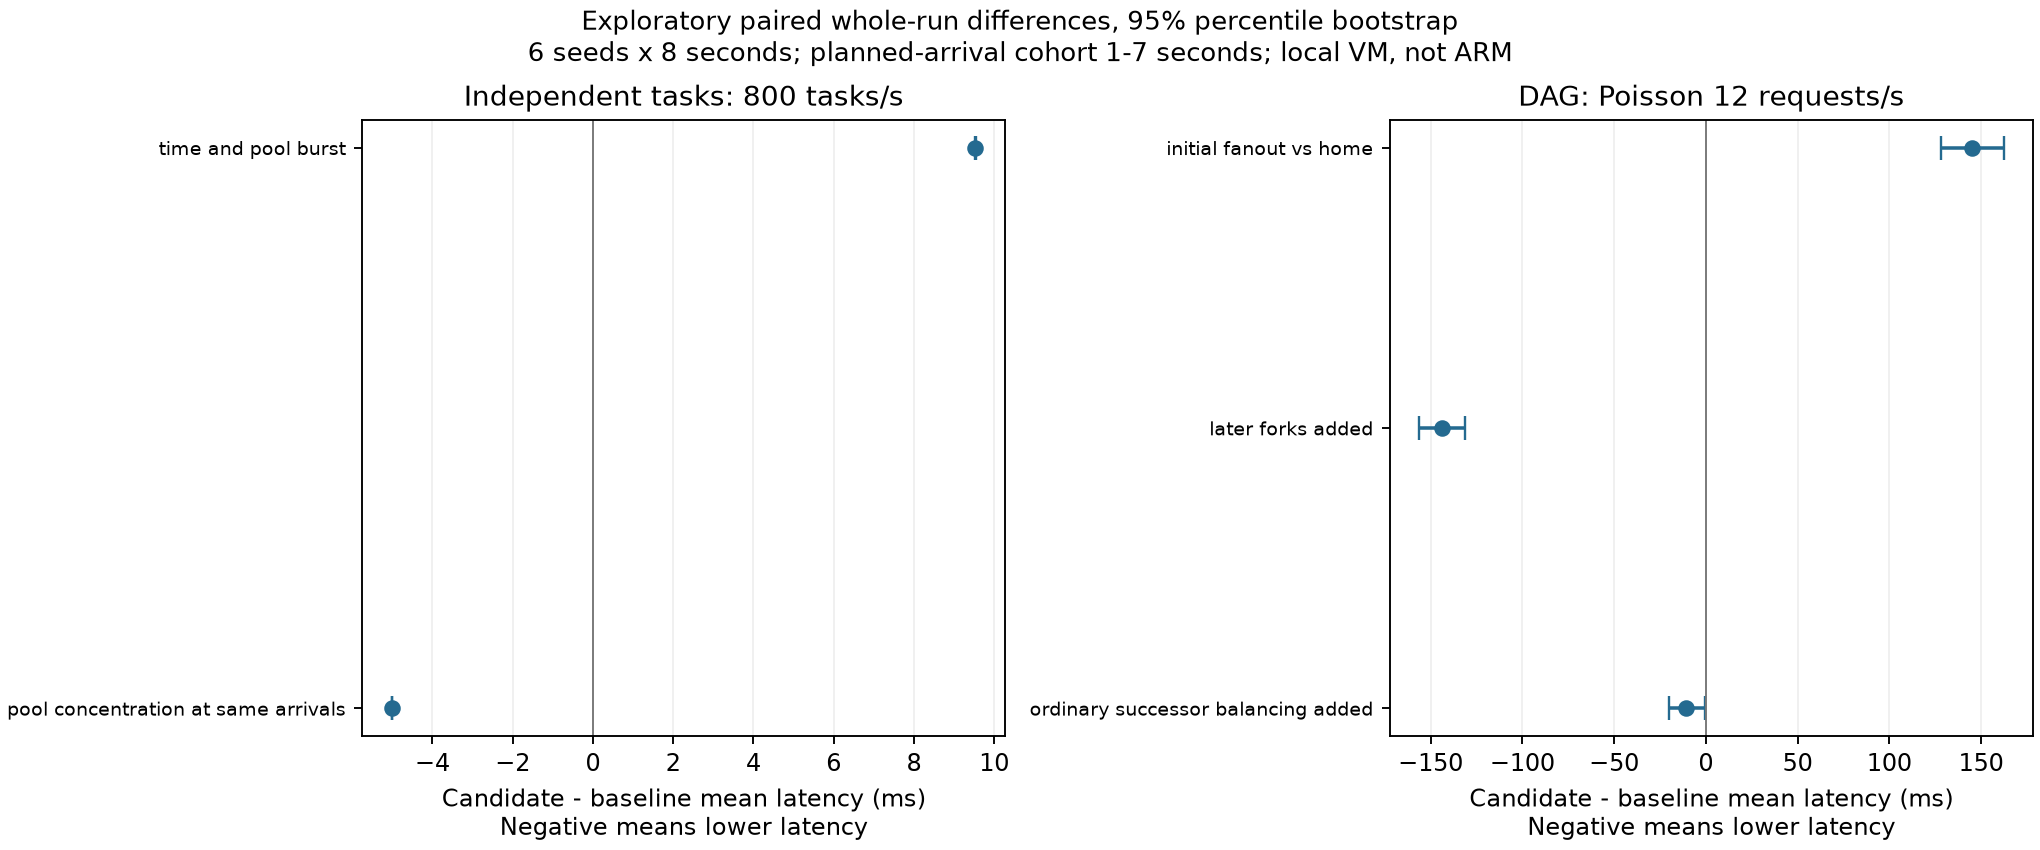 Exploratory paired whole-run differences, 95% percentile bootstrap
6 seeds x 8 seconds; planned-arrival cohort 1-7 seconds; local VM, not ARM
Independent tasks: 800 tasks/s
time and pool burst
pool concentration at same arrivals
−4 −2 0 2 4 6 8 10
Candidate - baseline mean latency (ms)
Negative means lower latency
DAG: Poisson 12 requests/s
initial fanout vs home
later forks added
ordinary successor balancing added
−150 −100 −50 0 50 100 150
Candidate - baseline mean latency (ms)
Negative means lower latency